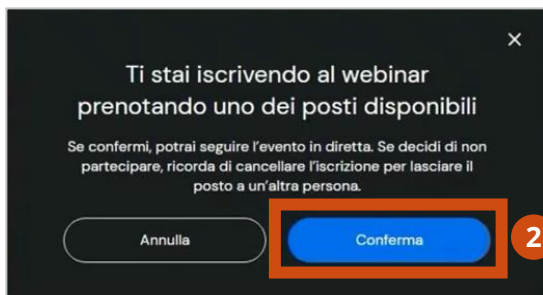 Ti stai iscrivendo al webinar
prenotando uno dei posti disponibili
Se confermi, potrai seguire l'evento in diretta. Se decidi di non
partecipare, ricorda di cancellare l'iscrizione per lasciare il
posto a un'altra persona.
Annulla
Conferma
2